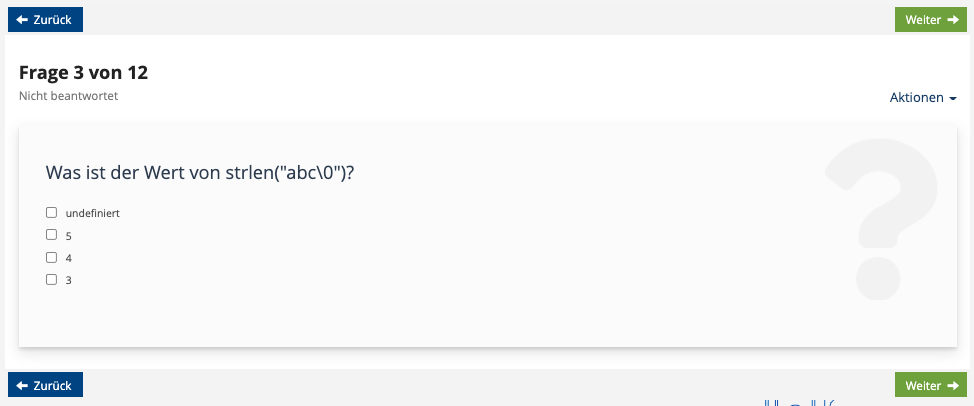 Zurück
Weiter
Frage 3 von 12
Nicht beantwortet
Aktionen
Was ist der Wert von strlen("abc\0")?
undefiniert
5
4
3
Zurück
Weiter